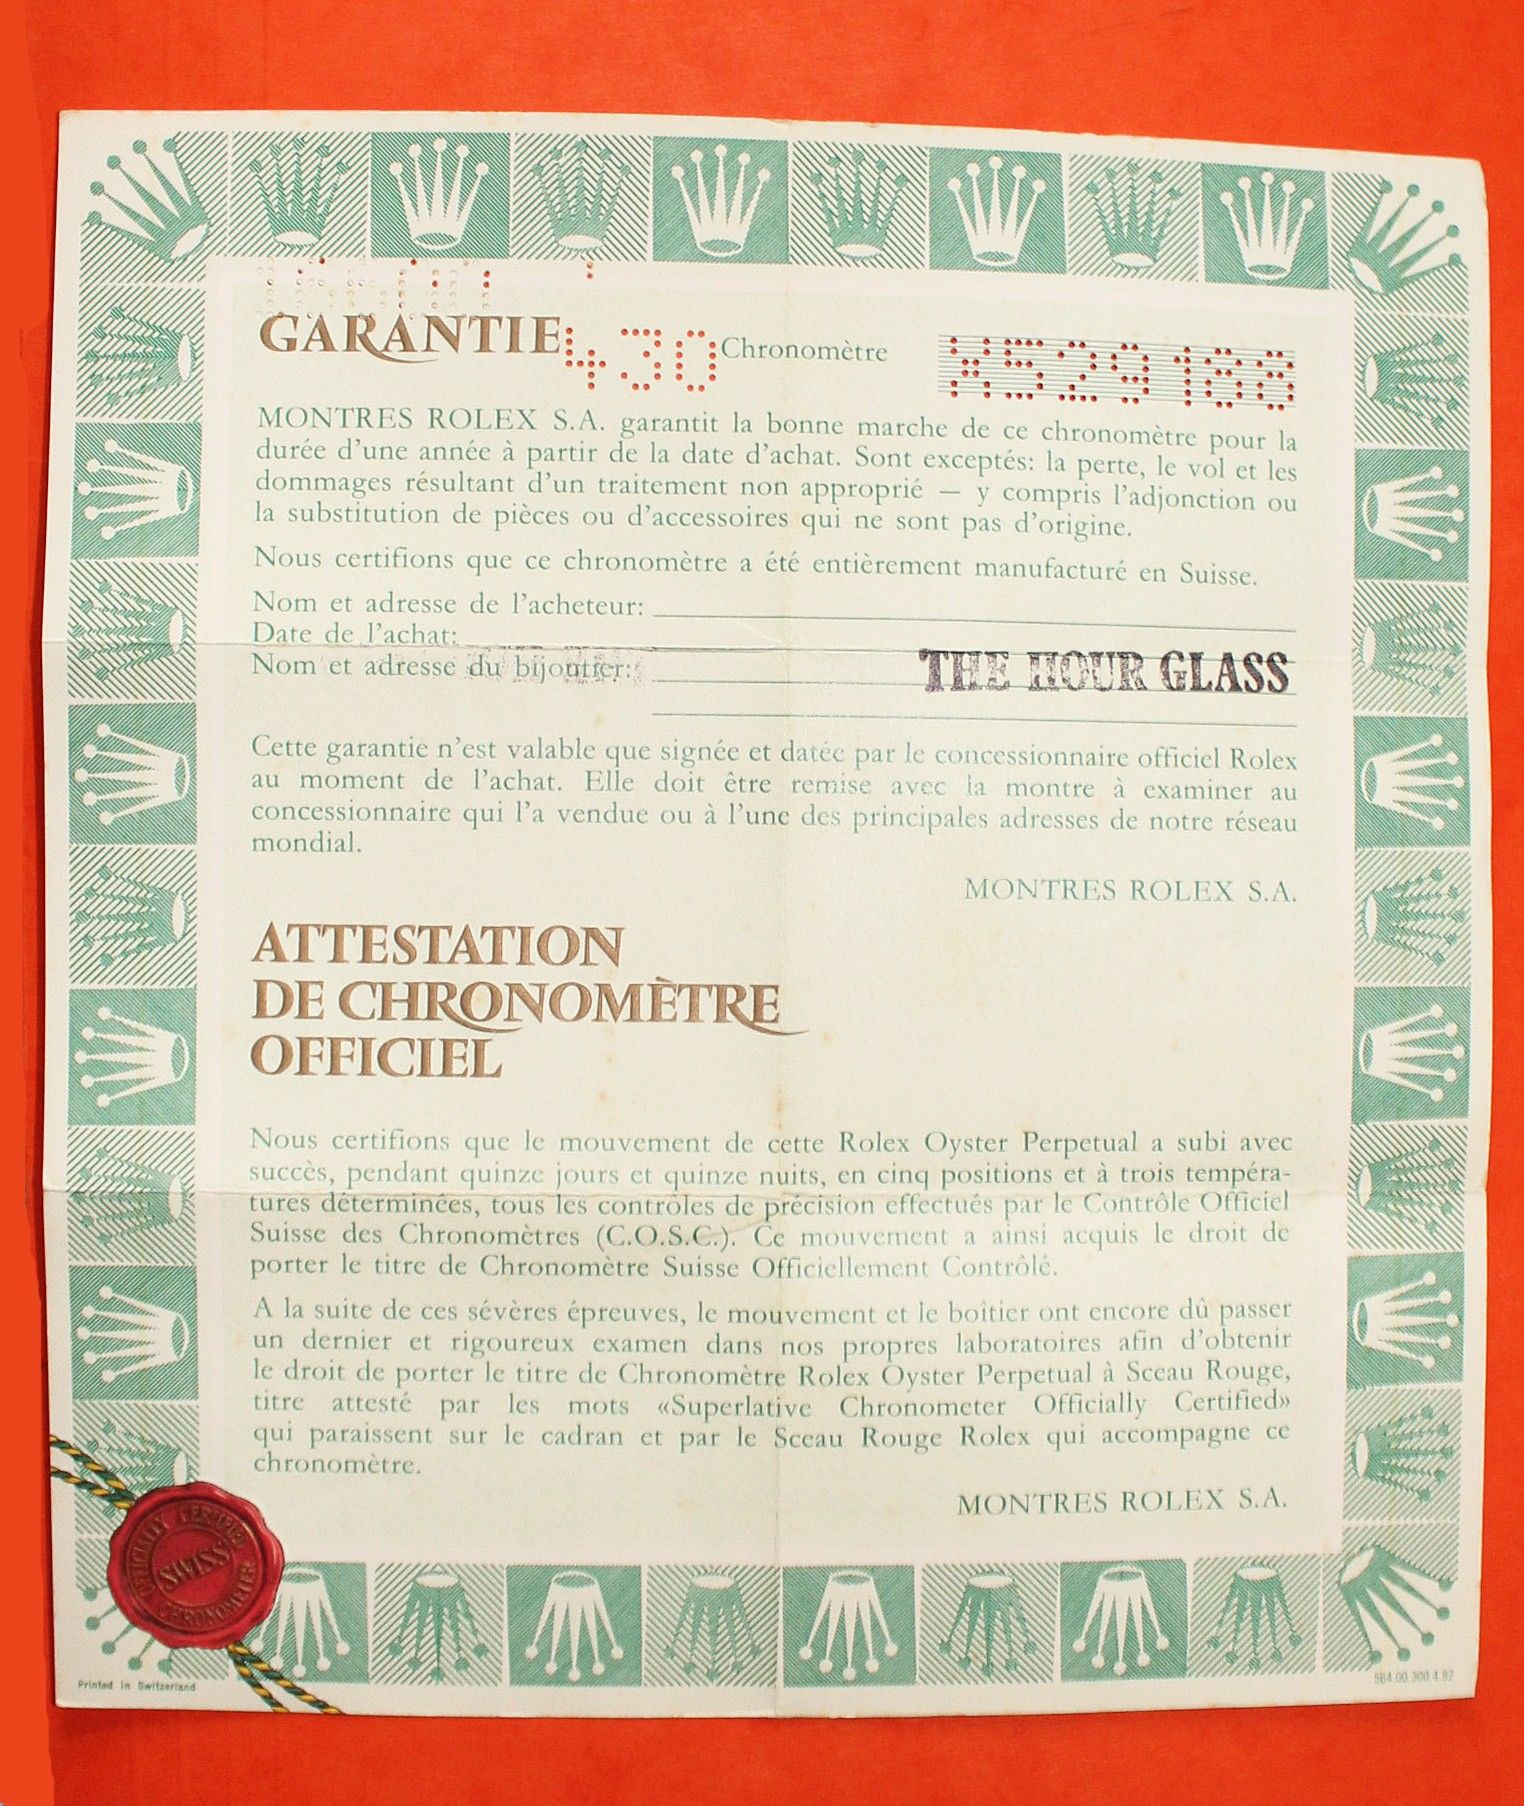 GARANTIE 430 Chronomètre
MONTRES ROLEX S.A. garantit la bonne marche de ce chronomètre pour la
durée d'une année à partir de la date d'achat. Sont exceptés: la perte, le vol et les
dommages résultant d'un traitement non approprié — y compris l'adjonction ou
la substitution de pièces ou d'accessoires qui ne sont pas d'origine.
Nous certifions que ce chronomètre a été entièrement manufacturé en Suisse.
Nom et adresse de l'acheteur:
Date de l'achat:
Nom et adresse du bijoutier: THE HOUR GLASS
Cette garantie n'est valable que signée et datée par le concessionnaire officiel Rolex
au moment de l'achat. Elle doit être remise avec la montre à examiner au
concessionnaire qui l'a vendue ou à l'une des principales adresses de notre réseau
mondial.
MONTRES ROLEX S.A.
ATTESTATION
DE CHRONOMÈTRE
OFFICIEL
Nous certifions que le mouvement de cette Rolex Oyster Perpetual a subi avec
succès, pendant quinze jours et quinze nuits, en cinq positions et à trois tempéra-
tures déterminées, tous les contrôles de précision effectués par le Contrôle Officiel
Suisse des Chronomètres (C.O.S.C.). Ce mouvement a ainsi acquis le droit de
porter le titre de Chronomètre Suisse Officiellement Contrôlé.
A la suite de ces sévères épreuves, le mouvement et le boîtier ont encore dû passer
un dernier et rigoureux examen dans nos propres laboratoires afin d'obtenir
le droit de porter le titre de Chronomètre Rolex Oyster Perpetual à Sceau Rouge,
titre attesté par les mots «Superlative Chronometer Officially Certified»
qui paraissent sur le cadran et par le Sceau Rouge Rolex qui accompagne ce
chronomètre.
MONTRES ROLEX S.A.
SWISS
CHRONOMETER
Printed in Switzerland
564.00.300.4.92